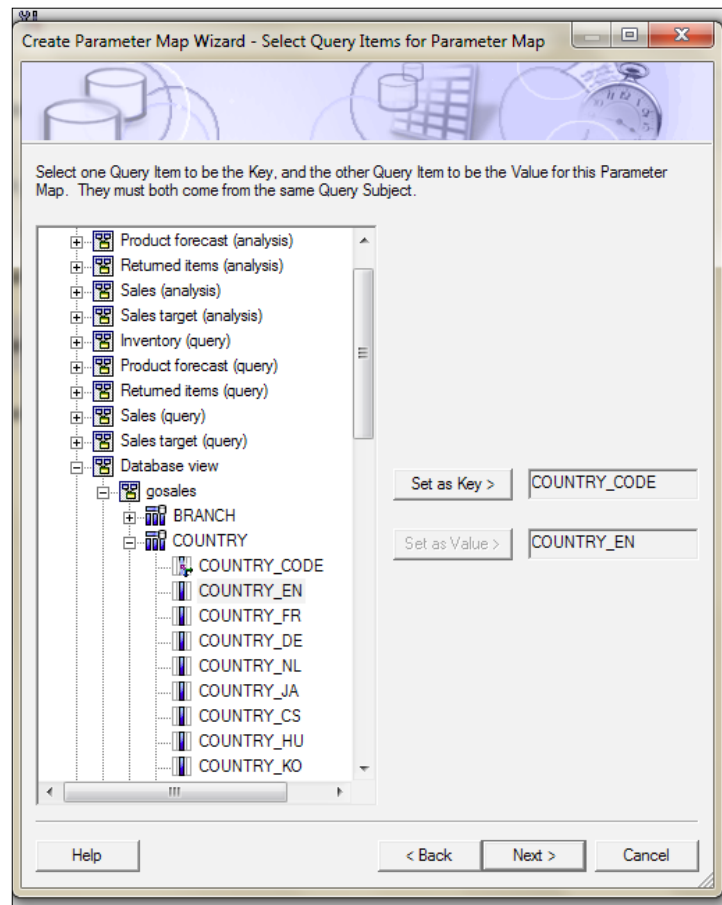 Create Parameter Map Wizard - Select Query Items for Parameter Map
Select one Query Item to be the Key, and the other Query Item to be the Value for this Parameter
Map. They must both come from the same Query Subject.
Product forecast (analysis)
Returned items (analysis)
Sales (analysis)
Sales target (analysis)
Inventory (query)
Product forecast (query)
Returned items (query)
Sales (query)
Sales target (query)
Database view
gosales
BRANCH
COUNTRY
COUNTRY_CODE
COUNTRY_EN
COUNTRY_FR
COUNTRY_DE
COUNTRY_NL
COUNTRY_JA
COUNTRY_CS
COUNTRY_HU
COUNTRY_KO
Set as Key > COUNTRY_CODE
Set as Value > COUNTRY_EN
Help < Back Next > Cancel